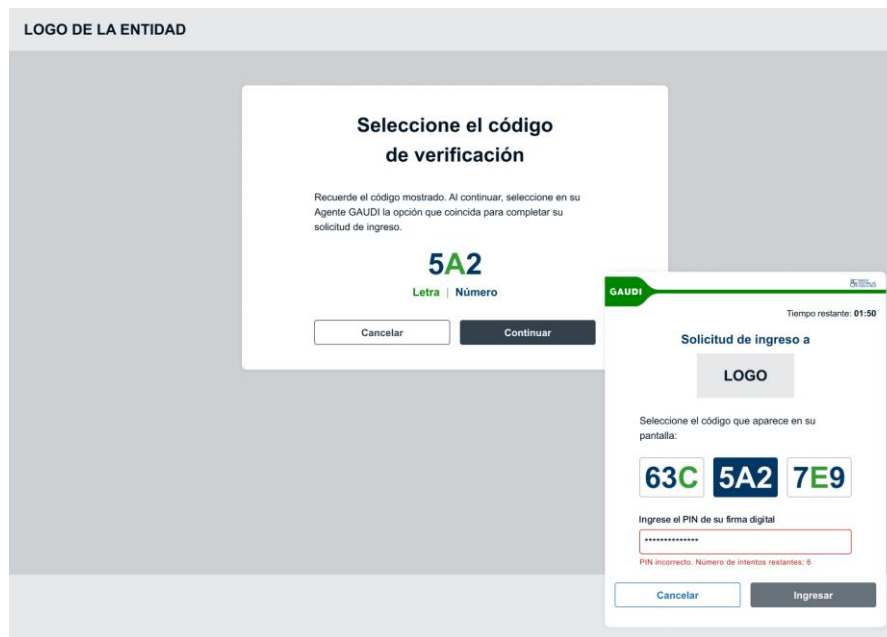 LOGO DE LA ENTIDAD
Seleccione el código
de verificación
Recuerde el código mostrado. Al continuar, seleccione en su
Agente GAUDI la opción que coincida para completar su
solicitud de ingreso.
5A2
Letra | Número
Cancelar
Continuar
GAUDI
Tiempo restante: 01:50
Solicitud de ingreso a
LOGO
Seleccione el código que aparece en su
pantalla:
63C 5A2 7E9
Ingrese el PIN de su firma digital
**************
PIN incorrecto. Número de intentos restantes: 6
Cancelar
Ingresar